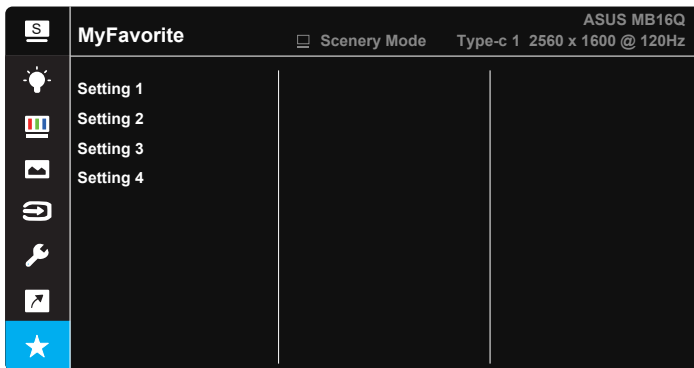 S
ASUS MB16Q
MyFavorite
Scenery Mode
Type-c 1 2560 x 1600 @ 120Hz
Setting 1
Setting 2
Setting 3
Setting 4